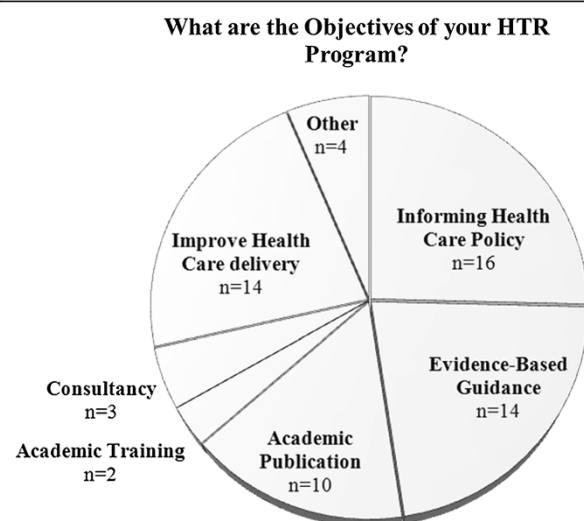 What are the Objectives of your HTR
Program?
Other
n=4
Informing Health
Care Policy
n=16
Improve Health
Care delivery
n=14
Evidence-Based
Guidance
n=14
Consultancy
n=3
Academic Training
n=2
Academic
Publication
n=10